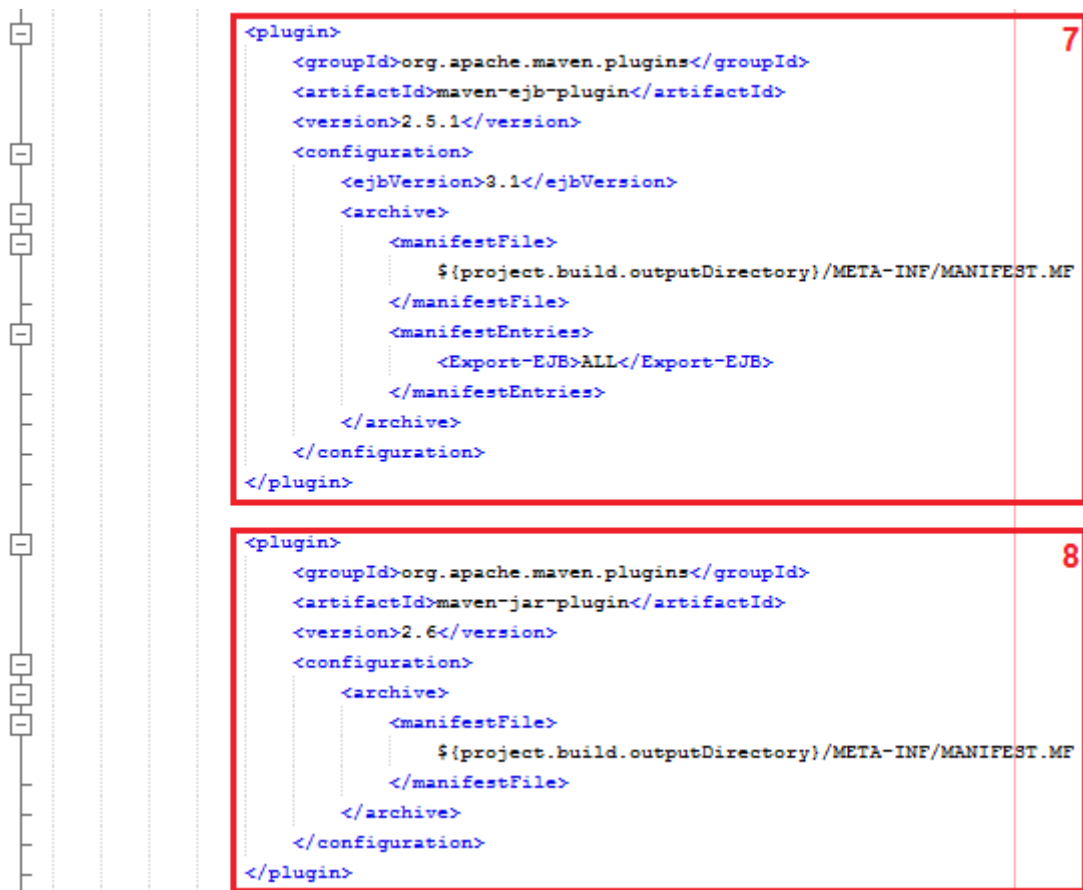 <plugin>
7
<groupId>org.apache.maven.plugins</groupId>
<artifactId>maven-ejb-plugin</artifactId>
<version>2.5.1</version>
<configuration>
<ejbVersion>3.1</ejbVersion>
<archive>
<manifestFile>
${project.build.outputDirectory}/META-INF/MANIFEST.MF
</manifestFile>
<manifestEntries>
<Export-EJB>ALL</Export-EJB>
</manifestEntries>
</archive>
</configuration>
</plugin>
<plugin>
8
<groupId>org.apache.maven.plugins</groupId>
<artifactId>maven-jar-plugin</artifactId>
<version>2.6</version>
<configuration>
<archive>
<manifestFile>
${project.build.outputDirectory}/META-INF/MANIFEST.MF
</manifestFile>
</archive>
</configuration>
</plugin>